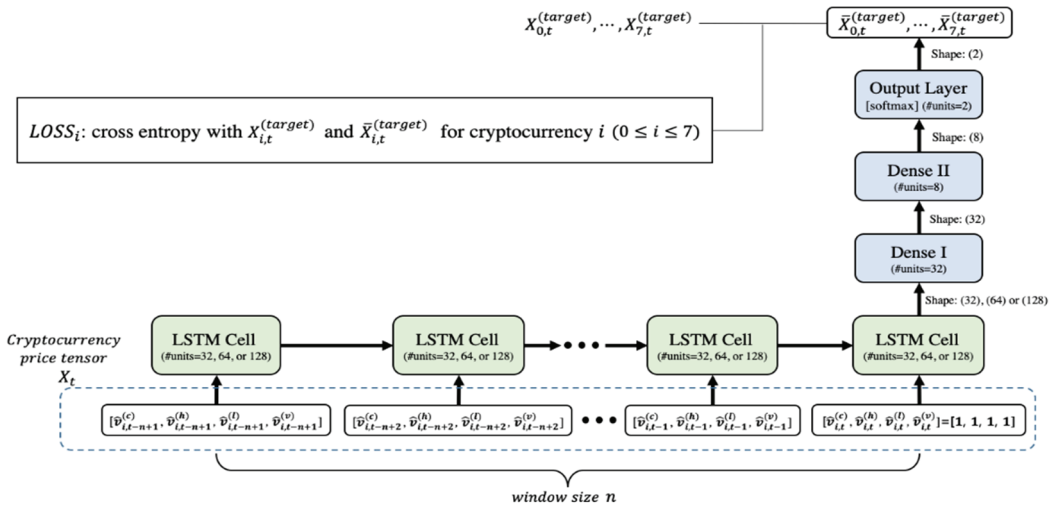 X_{0,t}^{(target)}, ⋯, X_{7,t}^{(target)}
X̄_{0,t}^{(target)}, ⋯, X̄_{7,t}^{(target)}
Shape: (2)
Output Layer
[softmax] (#units=2)
LOSS_i: cross entropy with X_{i,t}^{(target)} and X̄_{i,t}^{(target)} for cryptocurrency i (0 ≤ i ≤ 7)
Shape: (8)
Dense II
(#units=8)
Shape: (32)
Dense I
(#units=32)
Shape: (32), (64) or (128)
Cryptocurrency
price tensor
X_t
LSTM Cell
(#units=32, 64, or 128)
LSTM Cell
(#units=32, 64, or 128)
•••
LSTM Cell
(#units=32, 64, or 128)
LSTM Cell
(#units=32, 64, or 128)
[v̂_{i,t−n+1}^{(c)}, v̂_{i,t−n+1}^{(h)}, v̂_{i,t−n+1}^{(l)}, v̂_{i,t−n+1}^{(v)}]
[v̂_{i,t−n+2}^{(c)}, v̂_{i,t−n+2}^{(h)}, v̂_{i,t−n+2}^{(l)}, v̂_{i,t−n+2}^{(v)}]
•••
[v̂_{i,t−1}^{(c)}, v̂_{i,t−1}^{(h)}, v̂_{i,t−1}^{(l)}, v̂_{i,t−1}^{(v)}]
[v̂_{i,t}^{(c)}, v̂_{i,t}^{(h)}, v̂_{i,t}^{(l)}, v̂_{i,t}^{(v)}]=[1, 1, 1, 1]
window size n